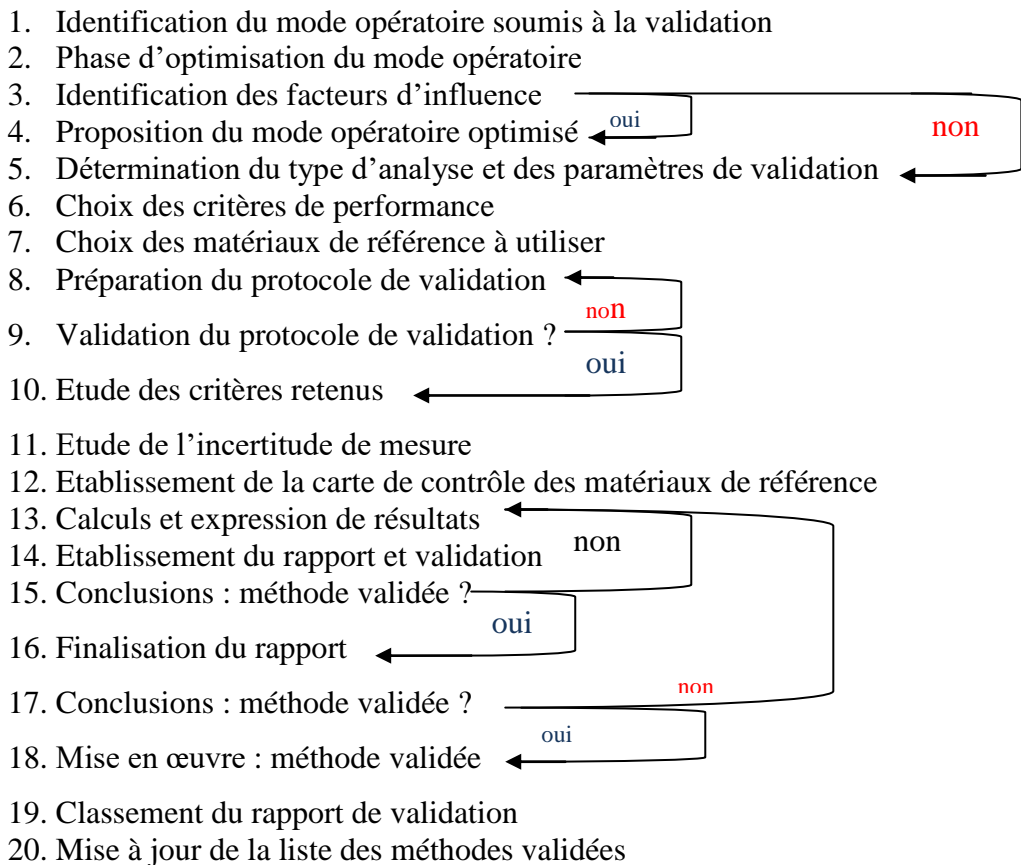 1. Identification du mode opératoire soumis à la validation
2. Phase d’optimisation du mode opératoire
3. Identification des facteurs d’influence
oui
non
4. Proposition du mode opératoire optimisé
5. Détermination du type d’analyse et des paramètres de validation
6. Choix des critères de performance
7. Choix des matériaux de référence à utiliser
8. Préparation du protocole de validation
non
9. Validation du protocole de validation ?
oui
10. Etude des critères retenus
11. Etude de l’incertitude de mesure
12. Etablissement de la carte de contrôle des matériaux de référence
13. Calculs et expression de résultats
non
14. Etablissement du rapport et validation
15. Conclusions : méthode validée ?
oui
16. Finalisation du rapport
non
17. Conclusions : méthode validée ?
oui
18. Mise en œuvre : méthode validée
19. Classement du rapport de validation
20. Mise à jour de la liste des méthodes validées